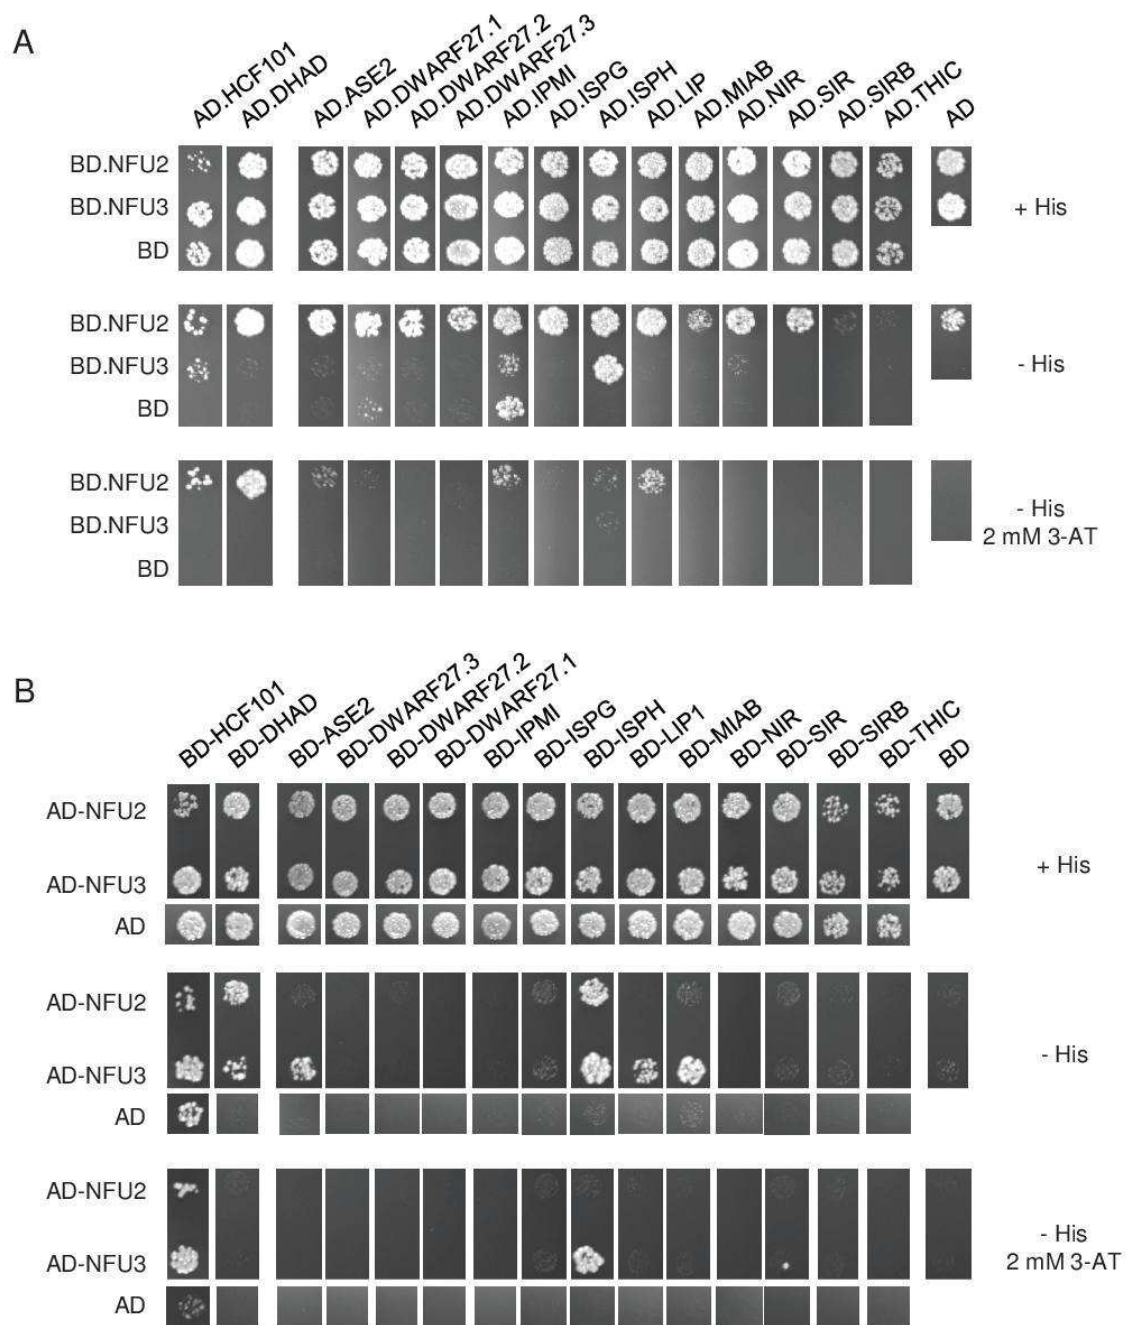 A
AD.HCF101
AD.DHAD
AD.ASE2
AD.DWARF27.1
AD.DWARF27.2
AD.DWARF27.3
AD.IPMI
AD.ISPG
AD.ISPH
AD.LIP
AD.MIAB
AD.NIR
AD.SIR
AD.SIRB
AD.THIC
AD
BD.NFU2
BD.NFU3
BD
+ His
BD.NFU2
BD.NFU3
BD
- His
BD.NFU2
BD.NFU3
BD
- His
2 mM 3-AT
B
BD-HCF101
BD-DHAD
BD-ASE2
BD-DWARF27.3
BD-DWARF27.2
BD-DWARF27.1
BD-IPMI
BD-ISPG
BD-ISPH
BD-LIP1
BD-MIAB
BD-NIR
BD-SIR
BD-SIRB
BD-THIC
BD
AD-NFU2
AD-NFU3
AD
+ His
AD-NFU2
AD-NFU3
AD
- His
AD-NFU2
AD-NFU3
AD
- His
2 mM 3-AT